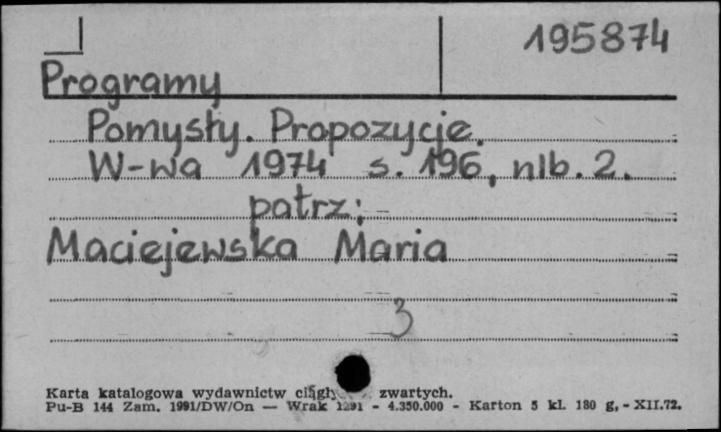 195874
Programy
Pomysły. Propozycje.
W-wa 1974 s. 196, nlb. 2.
patrz:
Maciejewska Maria
3
Karta katalogowa wydawnictw zwartych.
Pu-B 144 Zam. 1991/DW/On — Wrak 1291 - 4.350.000 - Karton 5 kl. 180 g, - XII.72.